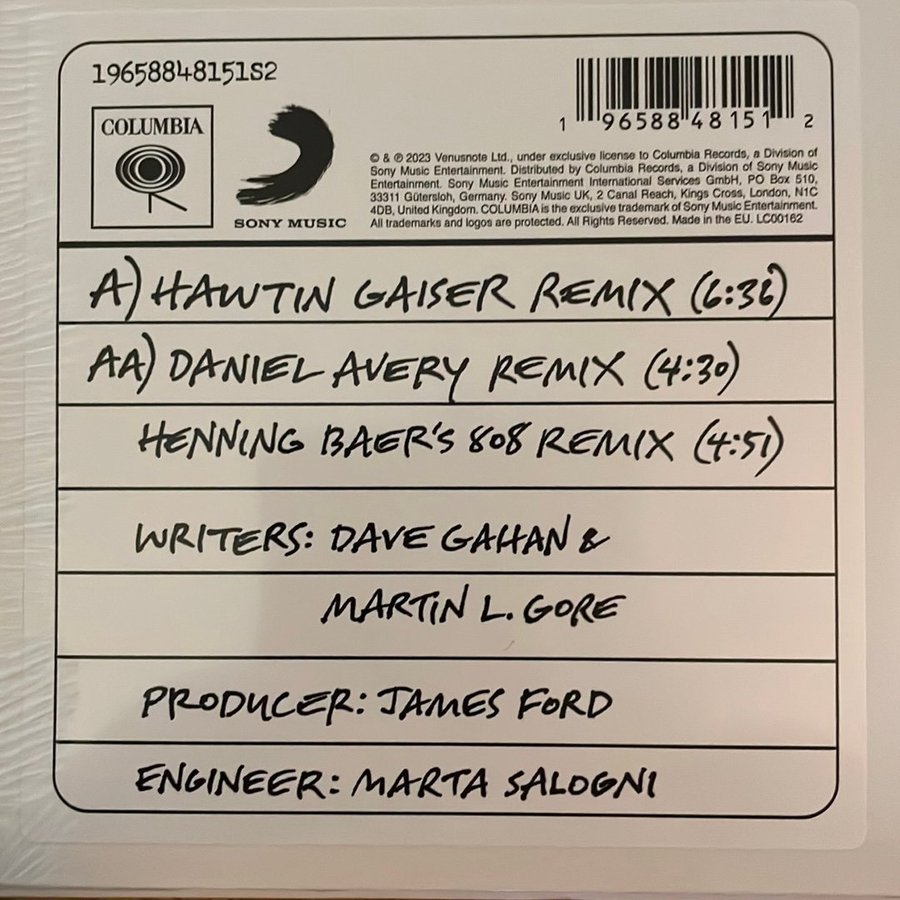 19658848151S2
COLUMBIA
SONY MUSIC
1 96588 48151 2
© & ℗ 2023 Venusnote Ltd., under exclusive license to Columbia Records, a Division of
Sony Music Entertainment. Distributed by Columbia Records, a Division of Sony Music
Entertainment. Sony Music Entertainment International Services GmbH, PO Box 510,
33311 Gütersloh, Germany. Sony Music UK, 2 Canal Reach, Kings Cross, London, N1C
4DB, United Kingdom. COLUMBIA is the exclusive trademark of Sony Music Entertainment.
All trademarks and logos are protected. All Rights Reserved. Made in the EU. LC00162
A) HAWTIN GAISER REMIX (6:36)
AA) DANIEL AVERY REMIX (4:30)
HENNING BAER'S 808 REMIX (4:51)
WRITERS: DAVE GAHAN &
MARTIN L. GORE
PRODUCER: JAMES FORD
ENGINEER: MARTA SALOGNI